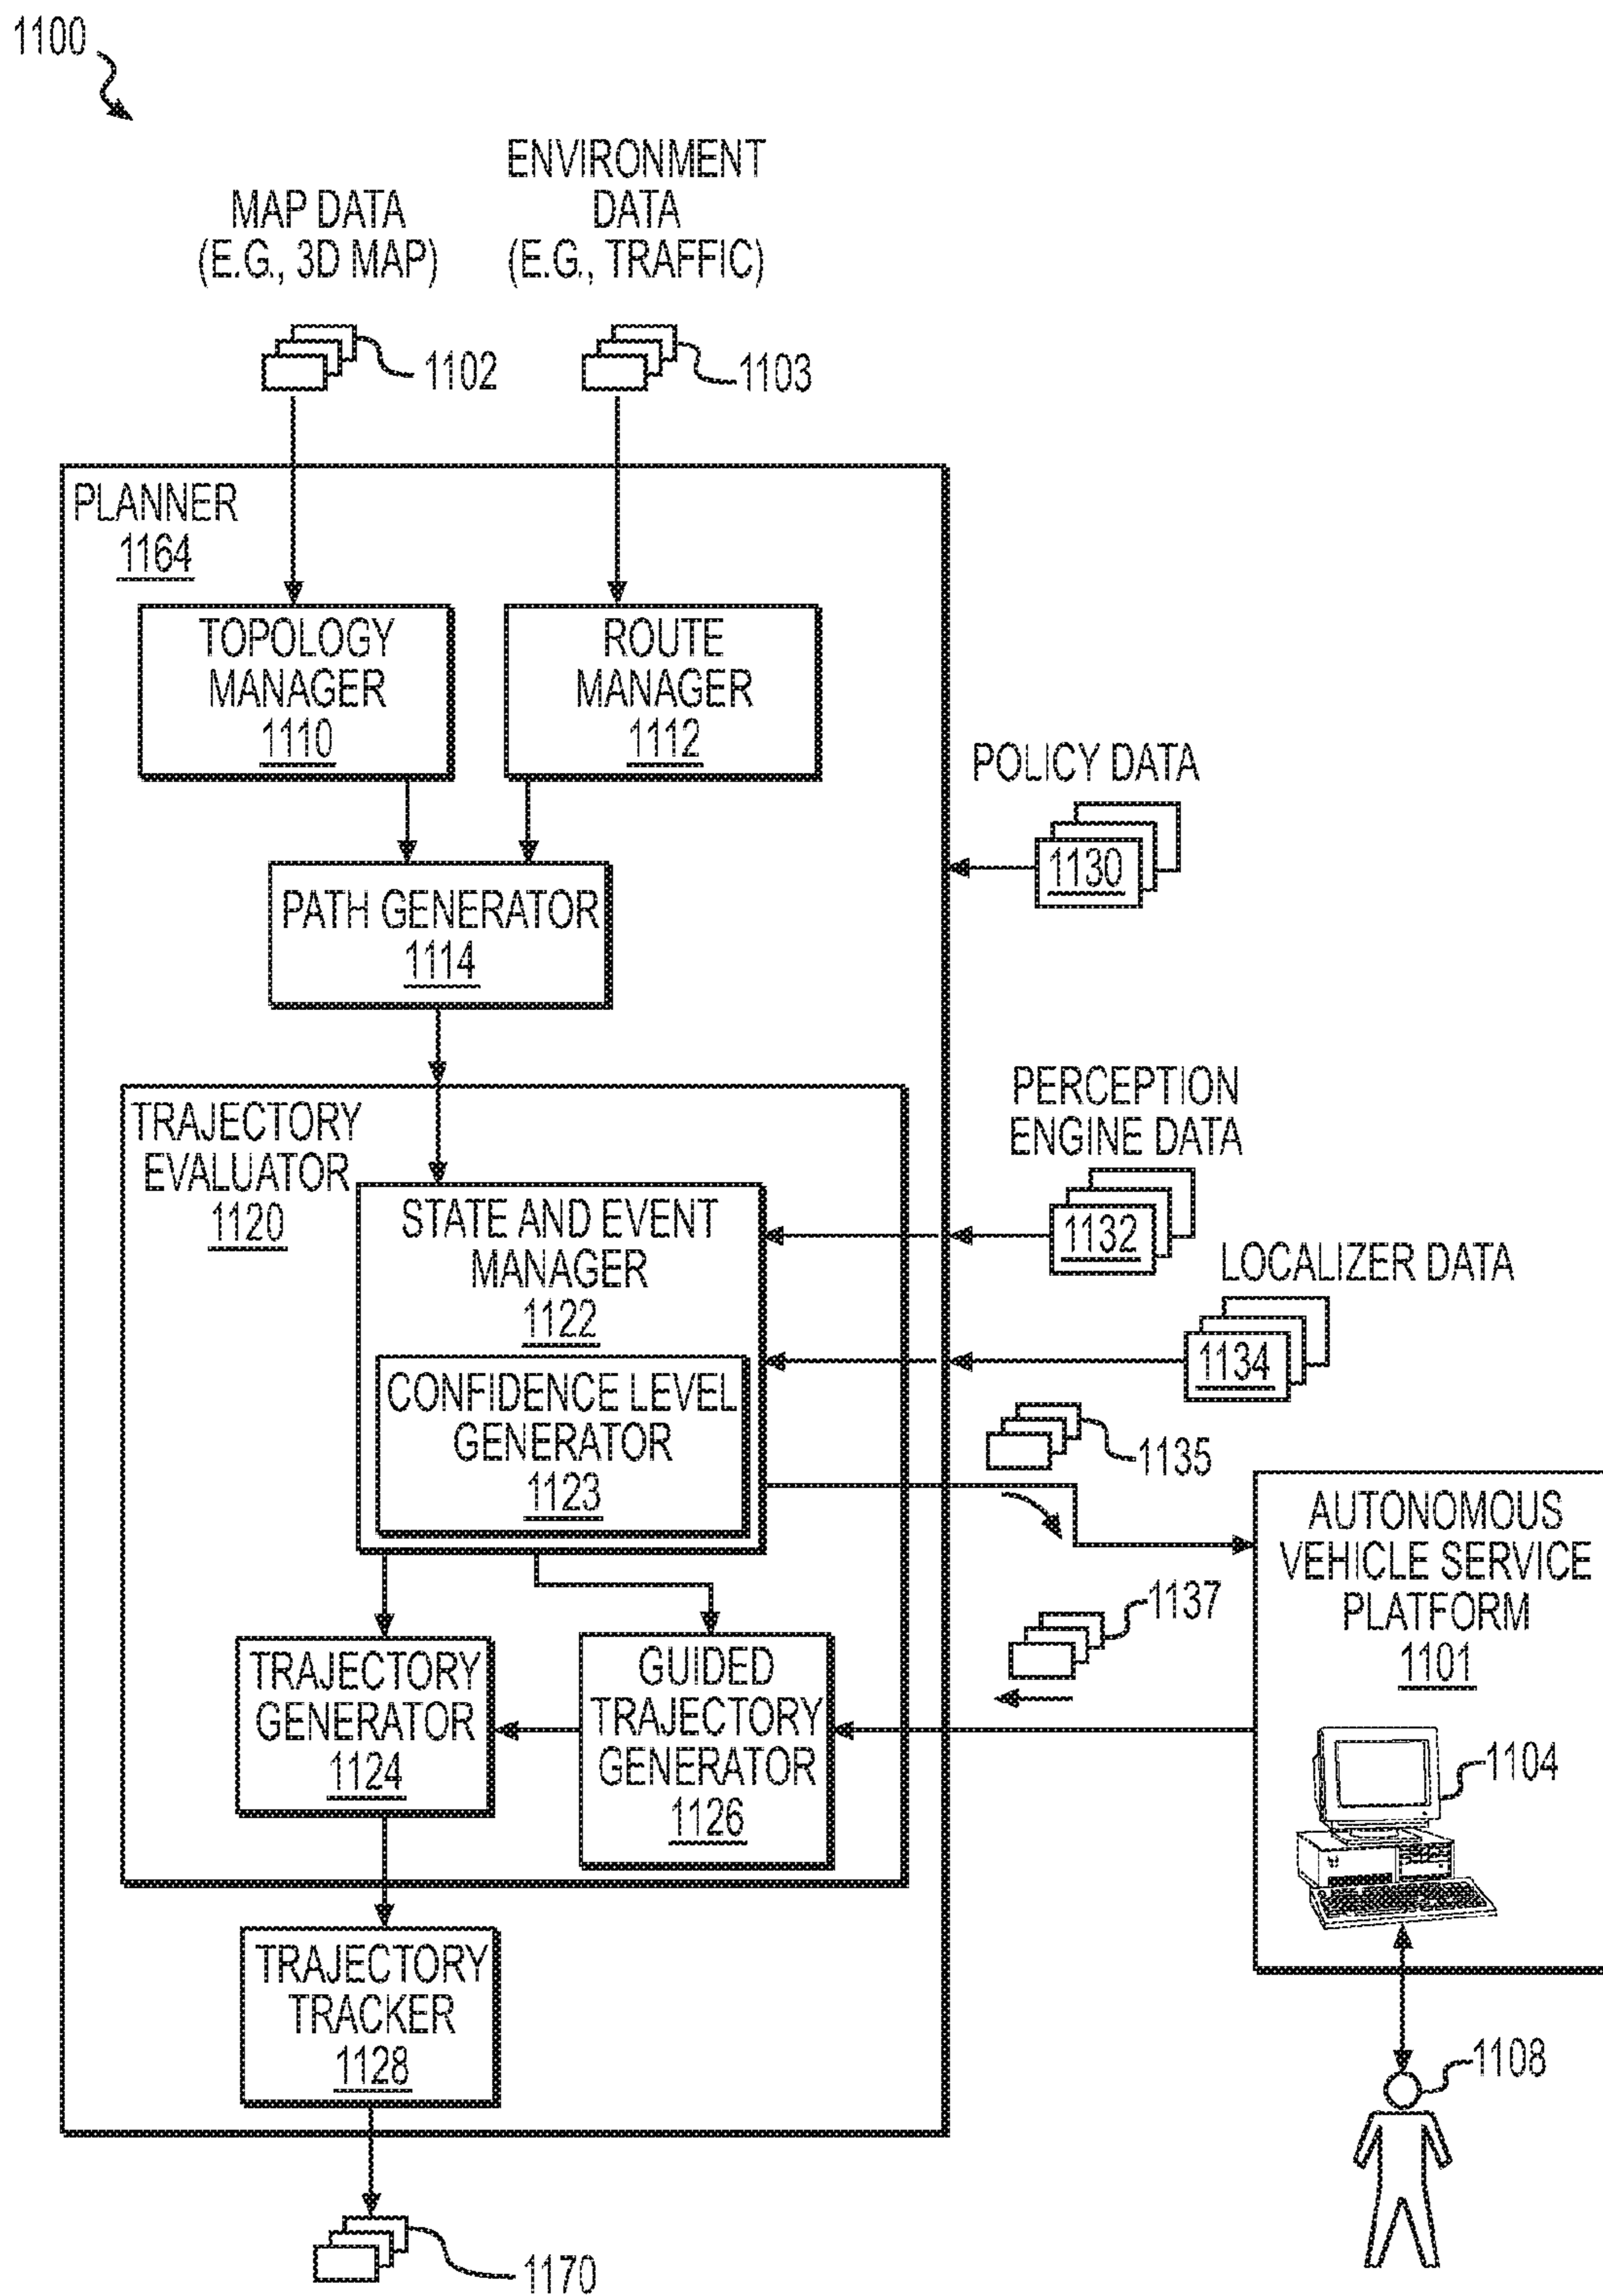 1100
MAP DATA
(E.G., 3D MAP)
ENVIRONMENT
DATA
(E.G., TRAFFIC)
1102
1103
PLANNER
1164
TOPOLOGY
MANAGER
1110
ROUTE
MANAGER
1112
POLICY DATA
1130
PATH GENERATOR
1114
TRAJECTORY
EVALUATOR
1120
STATE AND EVENT
MANAGER
1122
PERCEPTION
ENGINE DATA
1132
LOCALIZER DATA
1134
CONFIDENCE LEVEL
GENERATOR
1123
1135
AUTONOMOUS
VEHICLE SERVICE
PLATFORM
1101
1137
TRAJECTORY
GENERATOR
1124
GUIDED
TRAJECTORY
GENERATOR
1126
1104
TRAJECTORY
TRACKER
1128
1108
1170